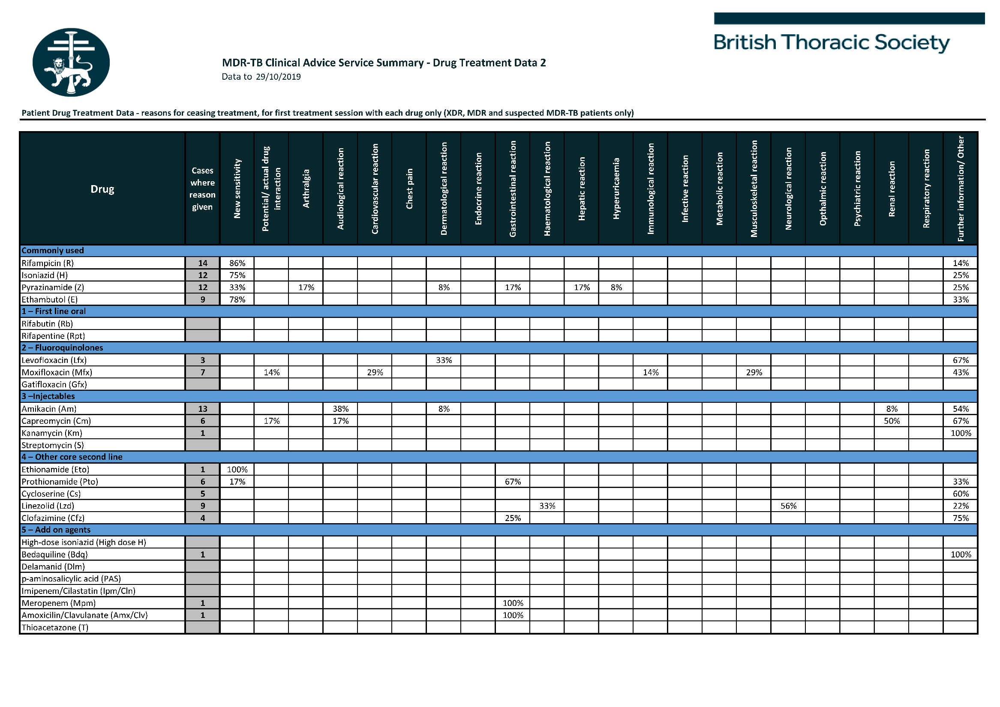 British Thoracic Society
MDR-TB Clinical Advice Service Summary - Drug Treatment Data 2
Data to 29/10/2019
Patient Drug Treatment Data - reasons for ceasing treatment, for first treatment session with each drug only (XDR, MDR and suspected MDR-TB patients only)
Drug
Cases
where
reason
given
New sensitivity
Potential/ actual drug
interaction
Arthralgia
Audiological reaction
Cardiovascular reaction
Chest pain
Dermatological reaction
Endocrine reaction
Gastrointestinal reaction
Haematological reaction
Hepatic reaction
Hyperuricaemia
Immunological reaction
Infective reaction
Metabolic reaction
Musculoskeletal reaction
Neurological reaction
Opthalmic reaction
Psychiatric reaction
Renal reaction
Respiratory reaction
Further information/ Other
Commonly used
Rifampicin (R) 14 86% 14%
Isoniazid (H) 12 75% 25%
Pyrazinamide (Z) 12 33% 17% 8% 17% 17% 8% 25%
Ethambutol (E) 9 78% 33%
1 – First line oral
Rifabutin (Rb)
Rifapentine (Rpt)
2 – Fluoroquinolones
Levofloxacin (Lfx) 3 33% 67%
Moxifloxacin (Mfx) 7 14% 29% 14% 29% 43%
Gatifloxacin (Gfx)
3 –Injectables
Amikacin (Am) 13 38% 8% 8% 54%
Capreomycin (Cm) 6 17% 17% 50% 67%
Kanamycin (Km) 1 100%
Streptomycin (S)
4 – Other core second line
Ethionamide (Eto) 1 100%
Prothionamide (Pto) 6 17% 67% 33%
Cycloserine (Cs) 5 60%
Linezolid (Lzd) 9 33% 56% 22%
Clofazimine (Cfz) 4 25% 75%
5 – Add on agents
High-dose isoniazid (High dose H)
Bedaquiline (Bdq) 1 100%
Delamanid (Dlm)
p-aminosalicylic acid (PAS)
Imipenem/Cilastatin (Ipm/Cln)
Meropenem (Mpm) 1 100%
Amoxicilin/Clavulanate (Amx/Clv) 1 100%
Thioacetazone (T)